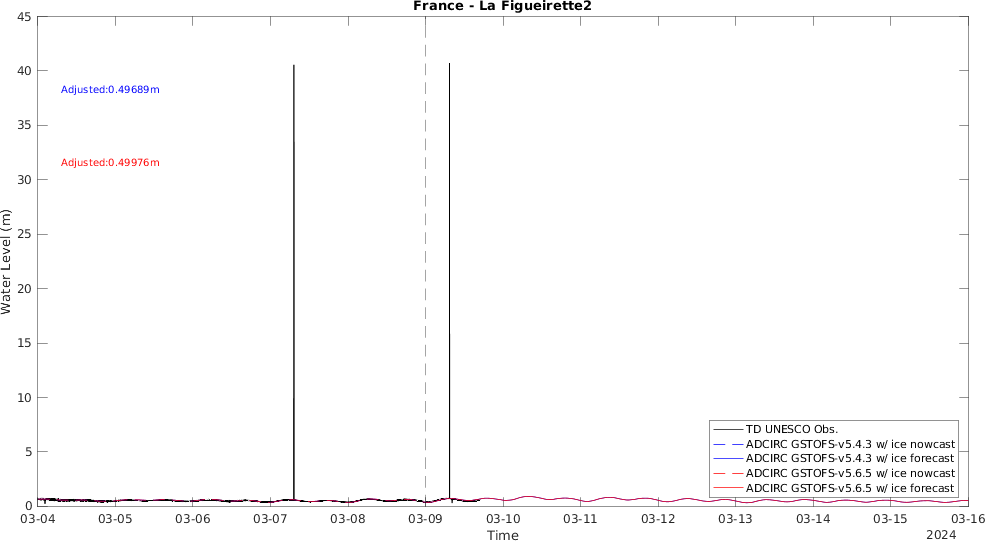 France - La Figueirette2
45
40
35
30
25
20
15
10
5
0
Water Level (m)
Adjusted:0.49689m
Adjusted:0.49976m
TD UNESCO Obs.
ADCIRC GSTOFS-v5.4.3 w/ ice nowcast
ADCIRC GSTOFS-v5.4.3 w/ ice forecast
ADCIRC GSTOFS-v5.6.5 w/ ice nowcast
ADCIRC GSTOFS-v5.6.5 w/ ice forecast
03-04 03-05 03-06 03-07 03-08 03-09 03-10 03-11 03-12 03-13 03-14 03-15 03-16
Time
2024